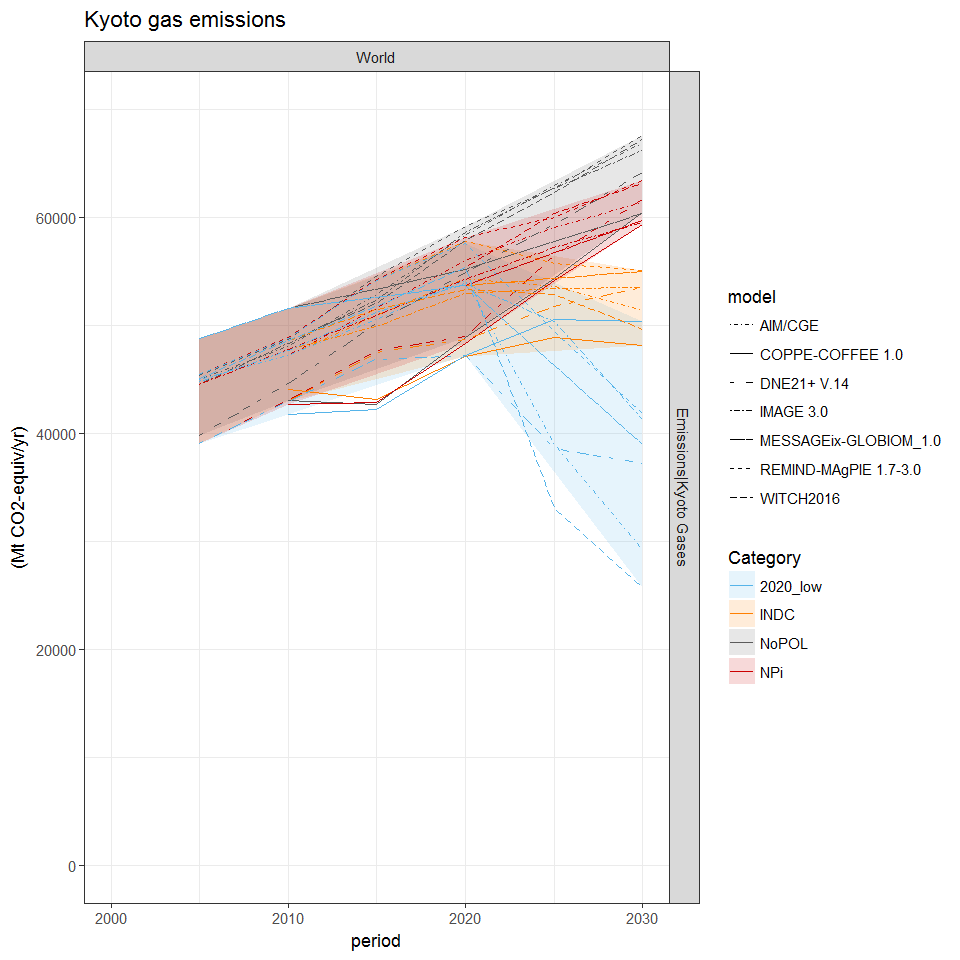 Kyoto gas emissions
World
60000
40000
20000
0
(Mt CO2-equiv/yr)
2000
2010
2020
2030
period
Emissions|Kyoto Gases
model
AIM/CGE
COPPE-COFFEE 1.0
DNE21+ V.14
IMAGE 3.0
MESSAGEix-GLOBIOM_1.0
REMIND-MAgPIE 1.7-3.0
WITCH2016
Category
2020_low
INDC
NoPOL
NPi